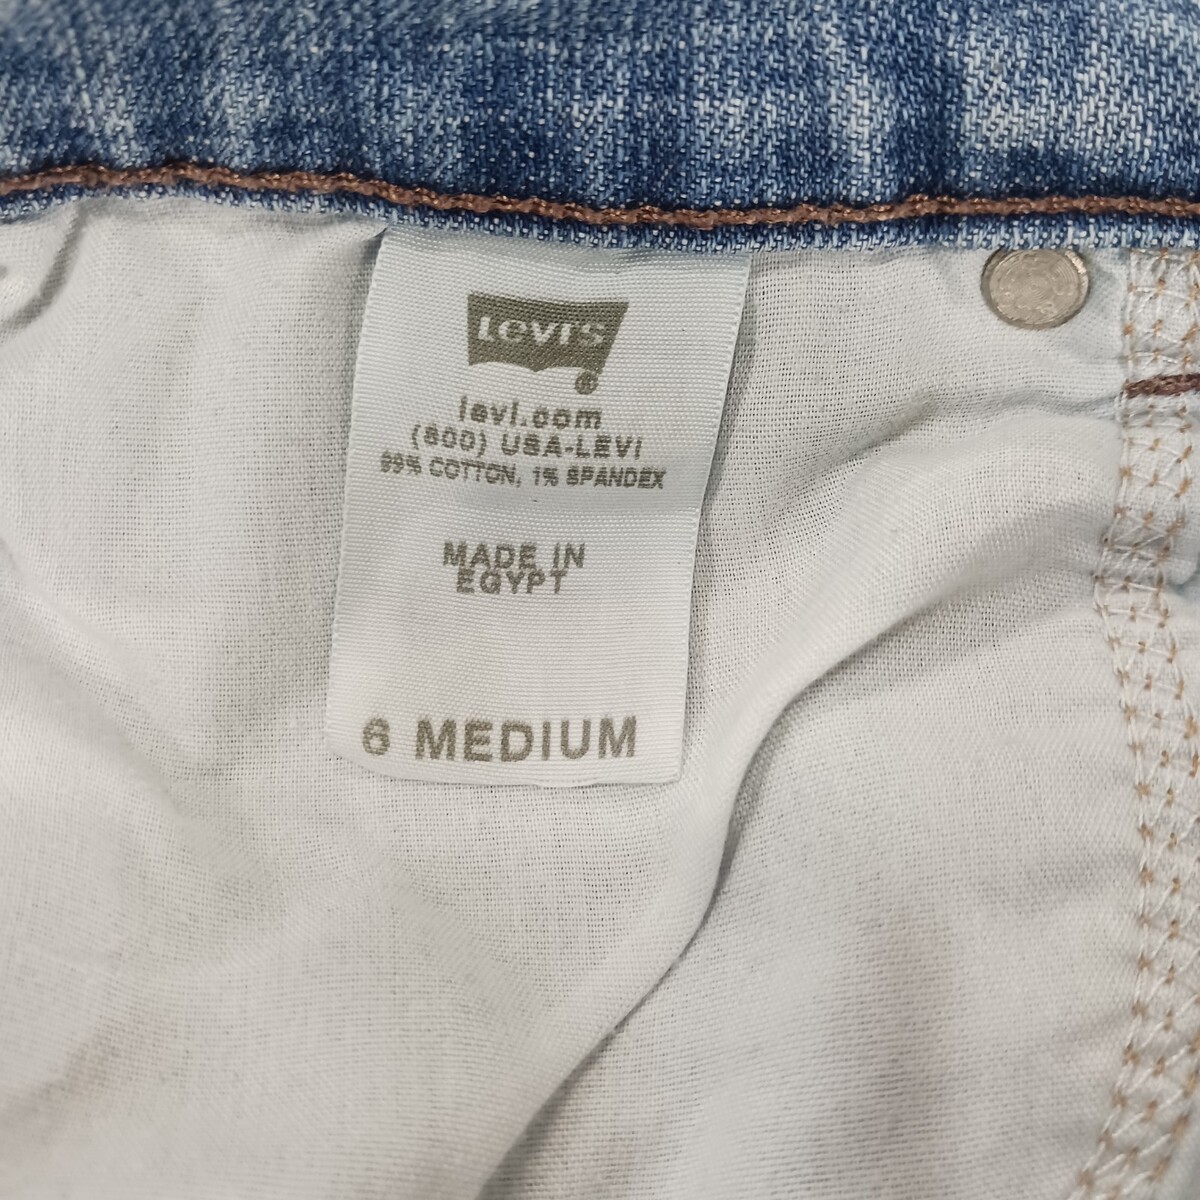 Levi's
levi.com
(800) USA-LEVI
99% COTTON, 1% SPANDEX
MADE IN
EGYPT
6 MEDIUM